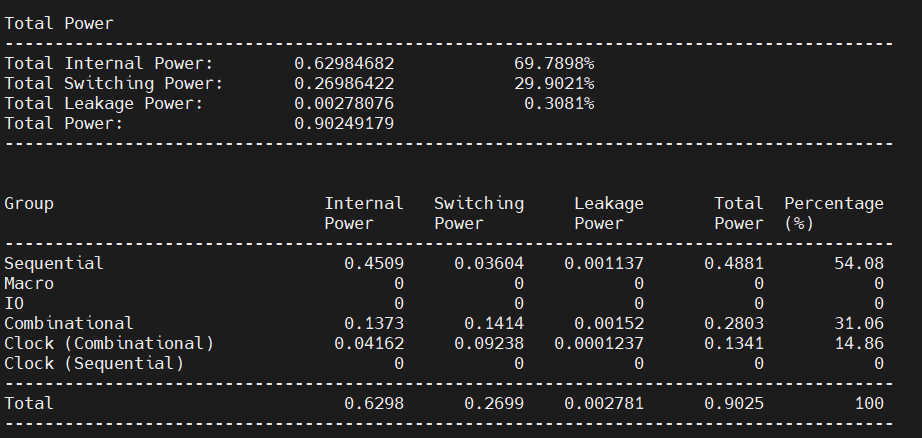 Total Power
-----------------------------------------------------------------------------------------
Total Internal Power:        0.62984682            69.7898%
Total Switching Power:       0.26986422            29.9021%
Total Leakage Power:         0.00278076             0.3081%
Total Power:                 0.90249179
-----------------------------------------------------------------------------------------
Group                           Internal   Switching     Leakage       Total  Percentage
                                Power      Power         Power         Power  (%)
-----------------------------------------------------------------------------------------
Sequential                        0.4509     0.03604    0.001137      0.4881       54.08
Macro                                  0           0           0           0           0
IO                                     0           0           0           0           0
Combinational                     0.1373      0.1414     0.00152      0.2803       31.06
Clock (Combinational)            0.04162     0.09238   0.0001237      0.1341       14.86
Clock (Sequential)                     0           0           0           0           0
-----------------------------------------------------------------------------------------
Total                             0.6298      0.2699    0.002781      0.9025         100
-----------------------------------------------------------------------------------------